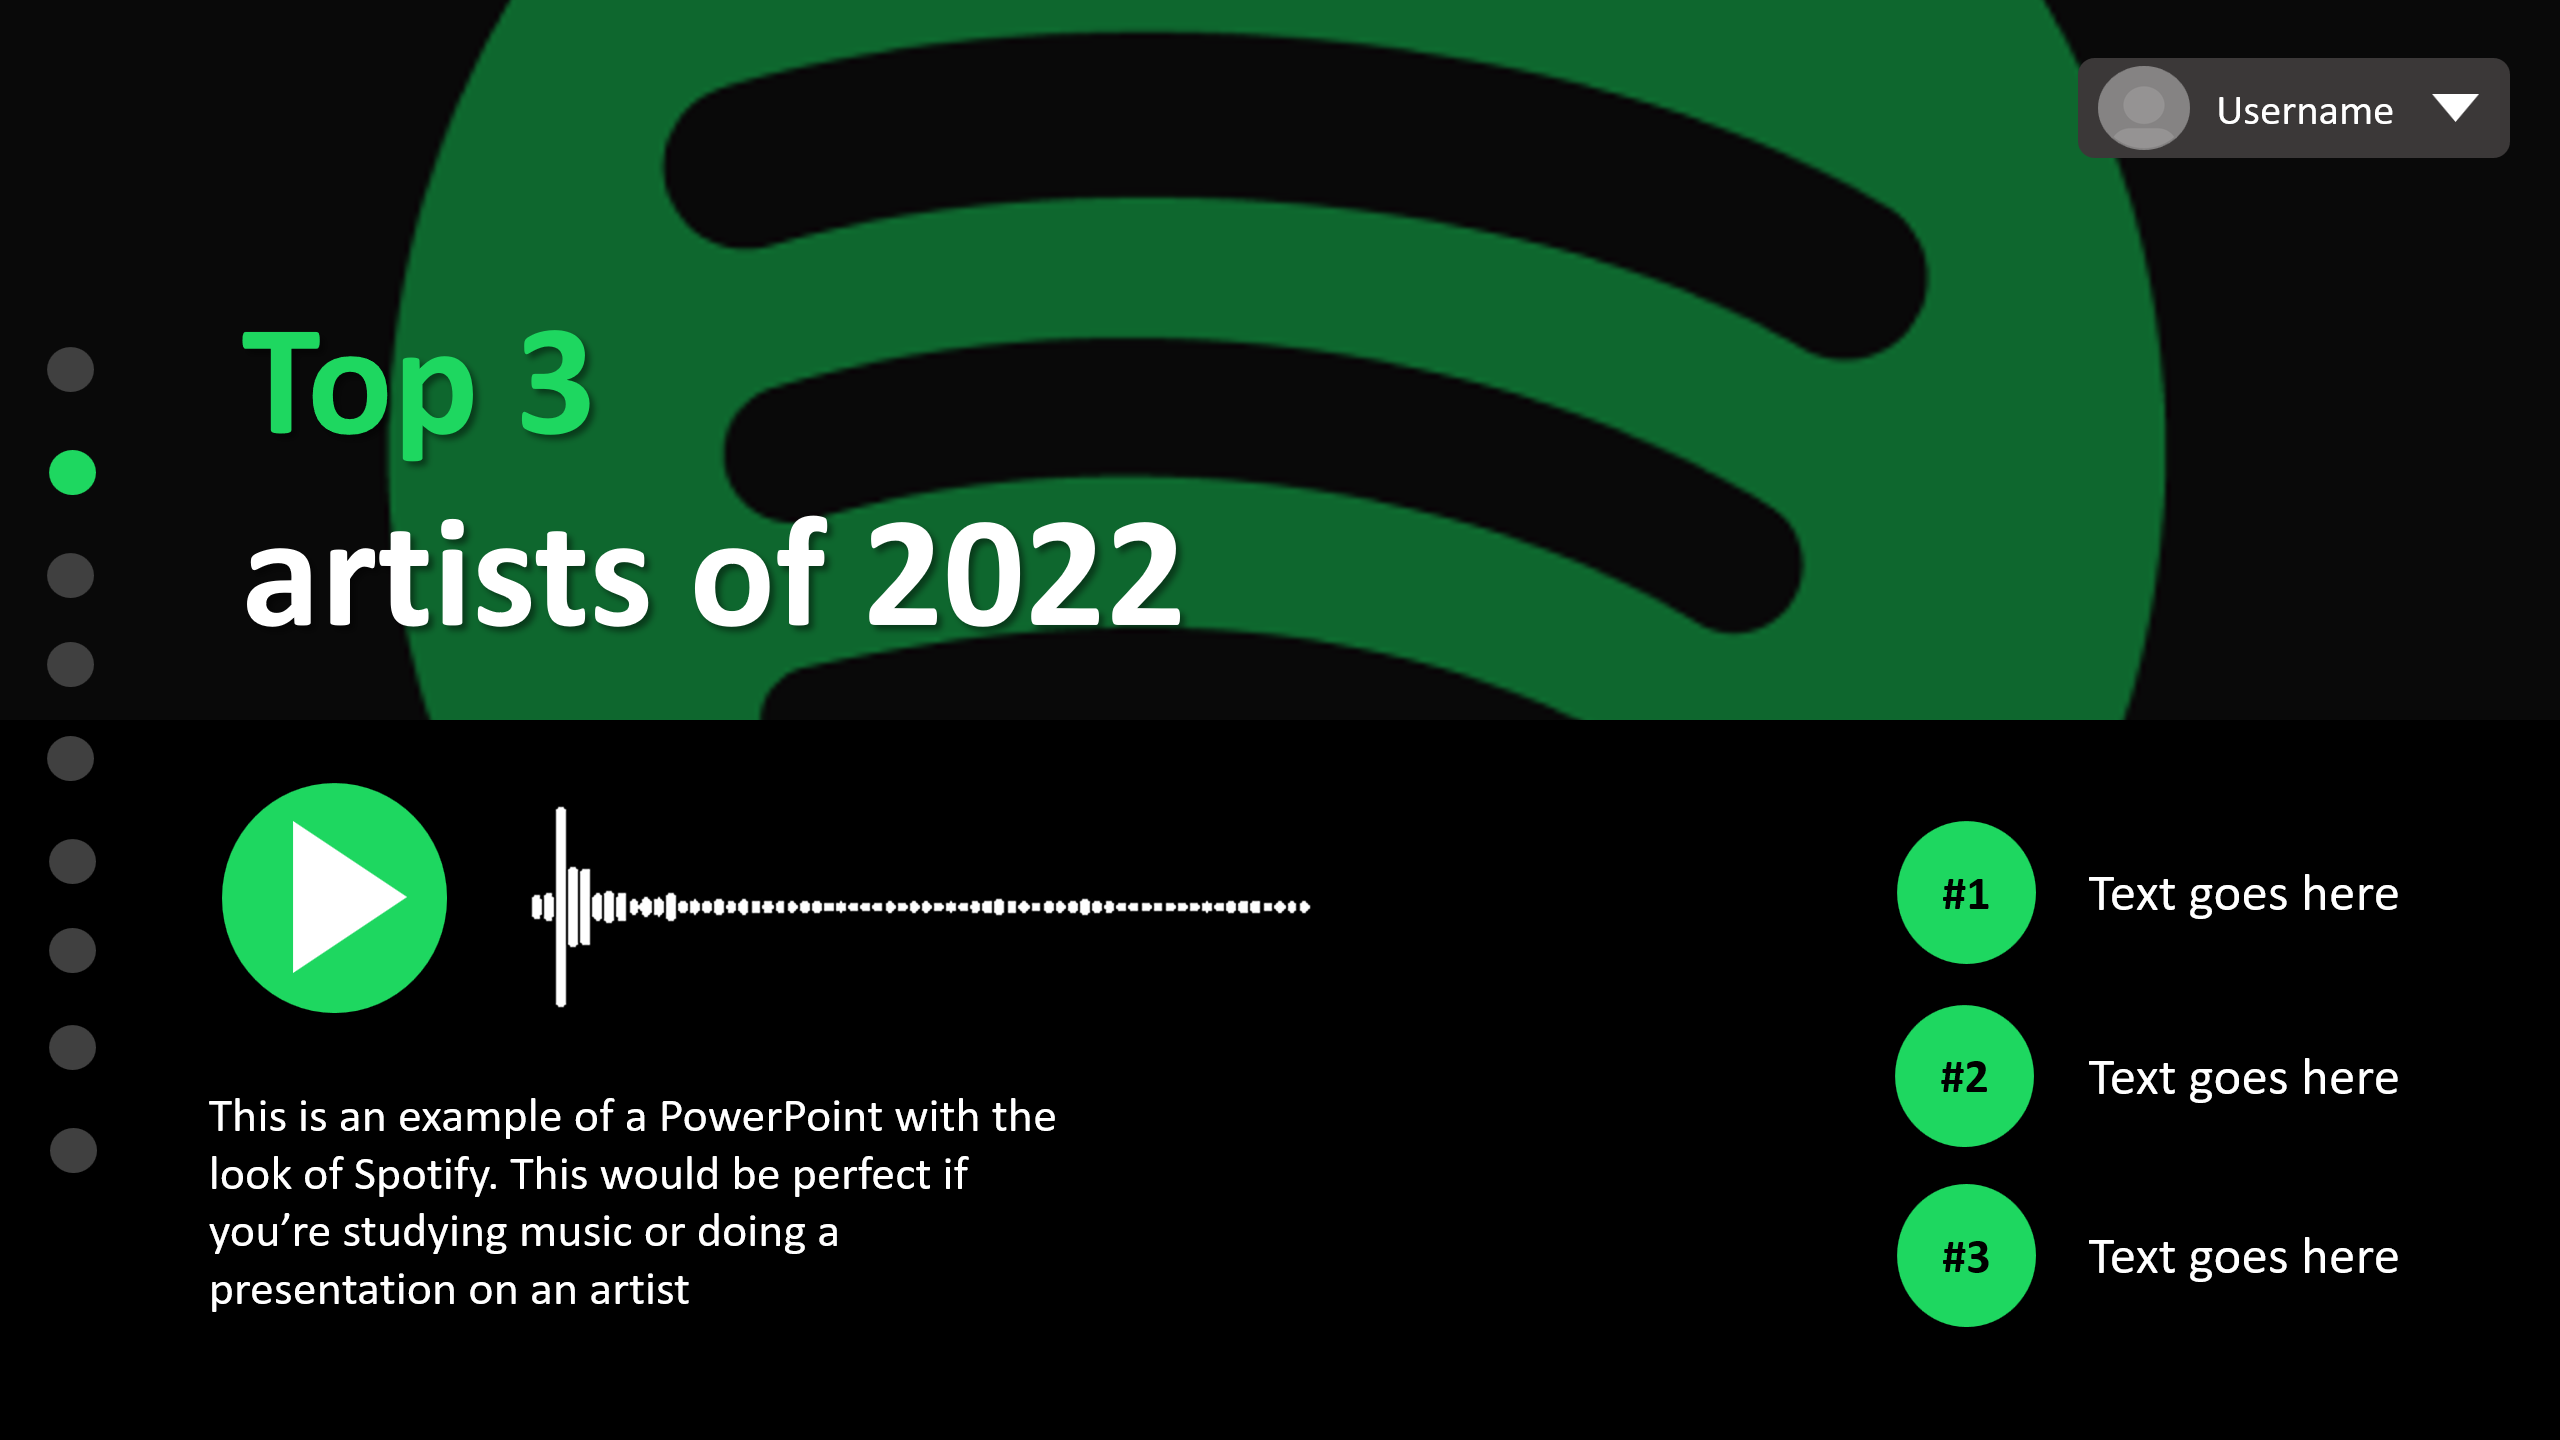 Username
Top 3
artists of 2022
#1 Text goes here
#2 Text goes here
#3 Text goes here
This is an example of a PowerPoint with the
look of Spotify. This would be perfect if
you’re studying music or doing a
presentation on an artist